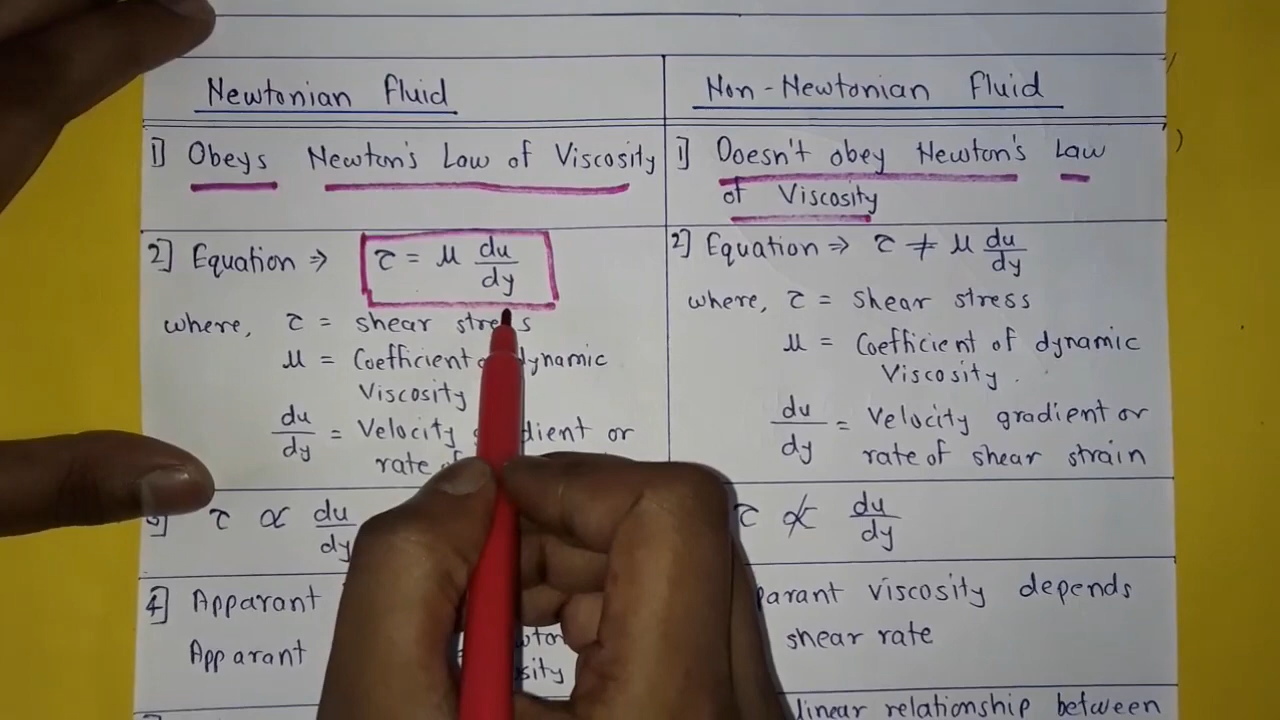 Newtonian Fluid
Non-Newtonian Fluid
1] Obeys Newton's Law of Viscosity
1] Doesn't obey Newton's Law
of Viscosity
2] Equation ⇒ τ = μ du/dy
where, τ = shear stress
μ = Coefficient dynamic
Viscosity
du/dy = Velocity or
rate
2] Equation ⇒ τ ≠ μ du/dy
where, τ = shear stress
μ = Coefficient of dynamic
Viscosity.
du/dy = Velocity gradient or
rate of shear strain
τ ∝ du/dy
τ ∝̸ du/dy
4] Apparant
Apparant
viscosity depends
shear rate
linear relationship between